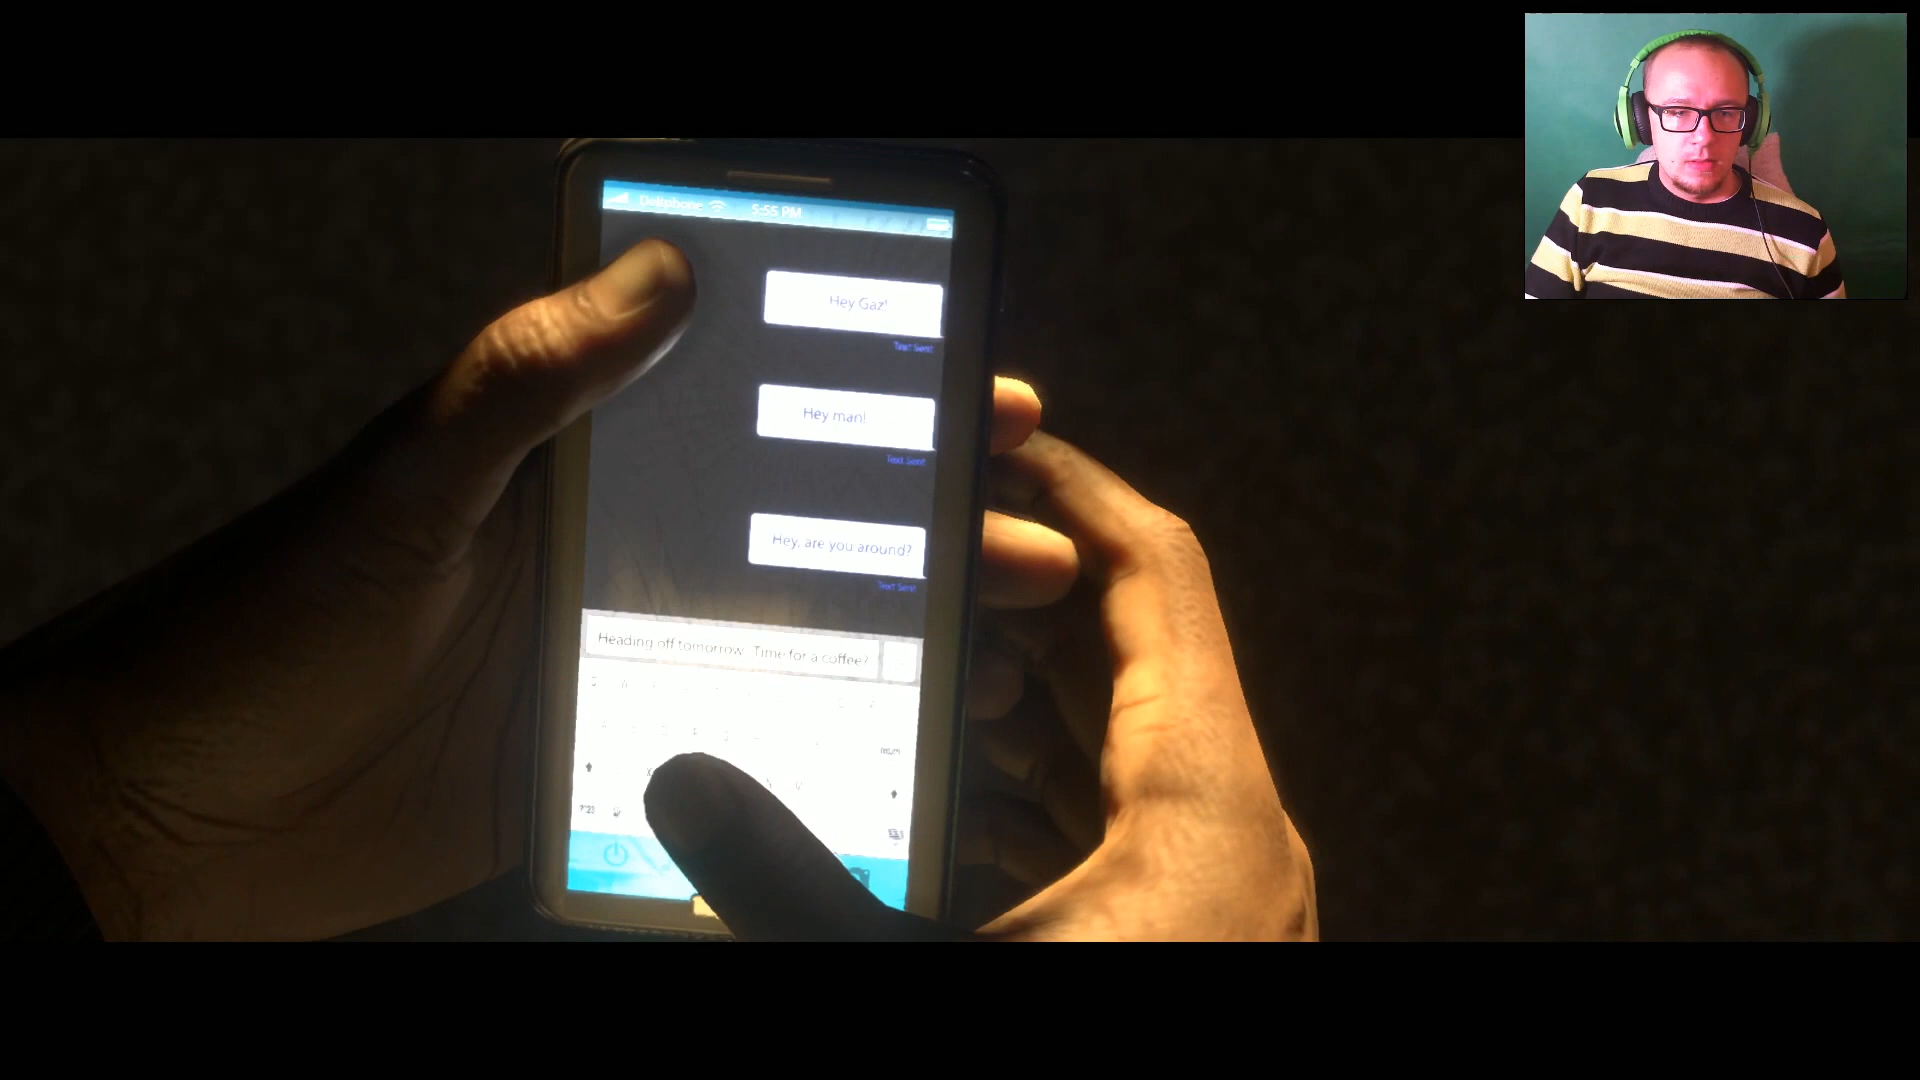 Deliphone 5:55 PM
Hey Gaz!
Text Sent
Hey man!
Text Sent
Hey, are you around?
Text Sent
Heading off tomorrow. Time for a coffee?